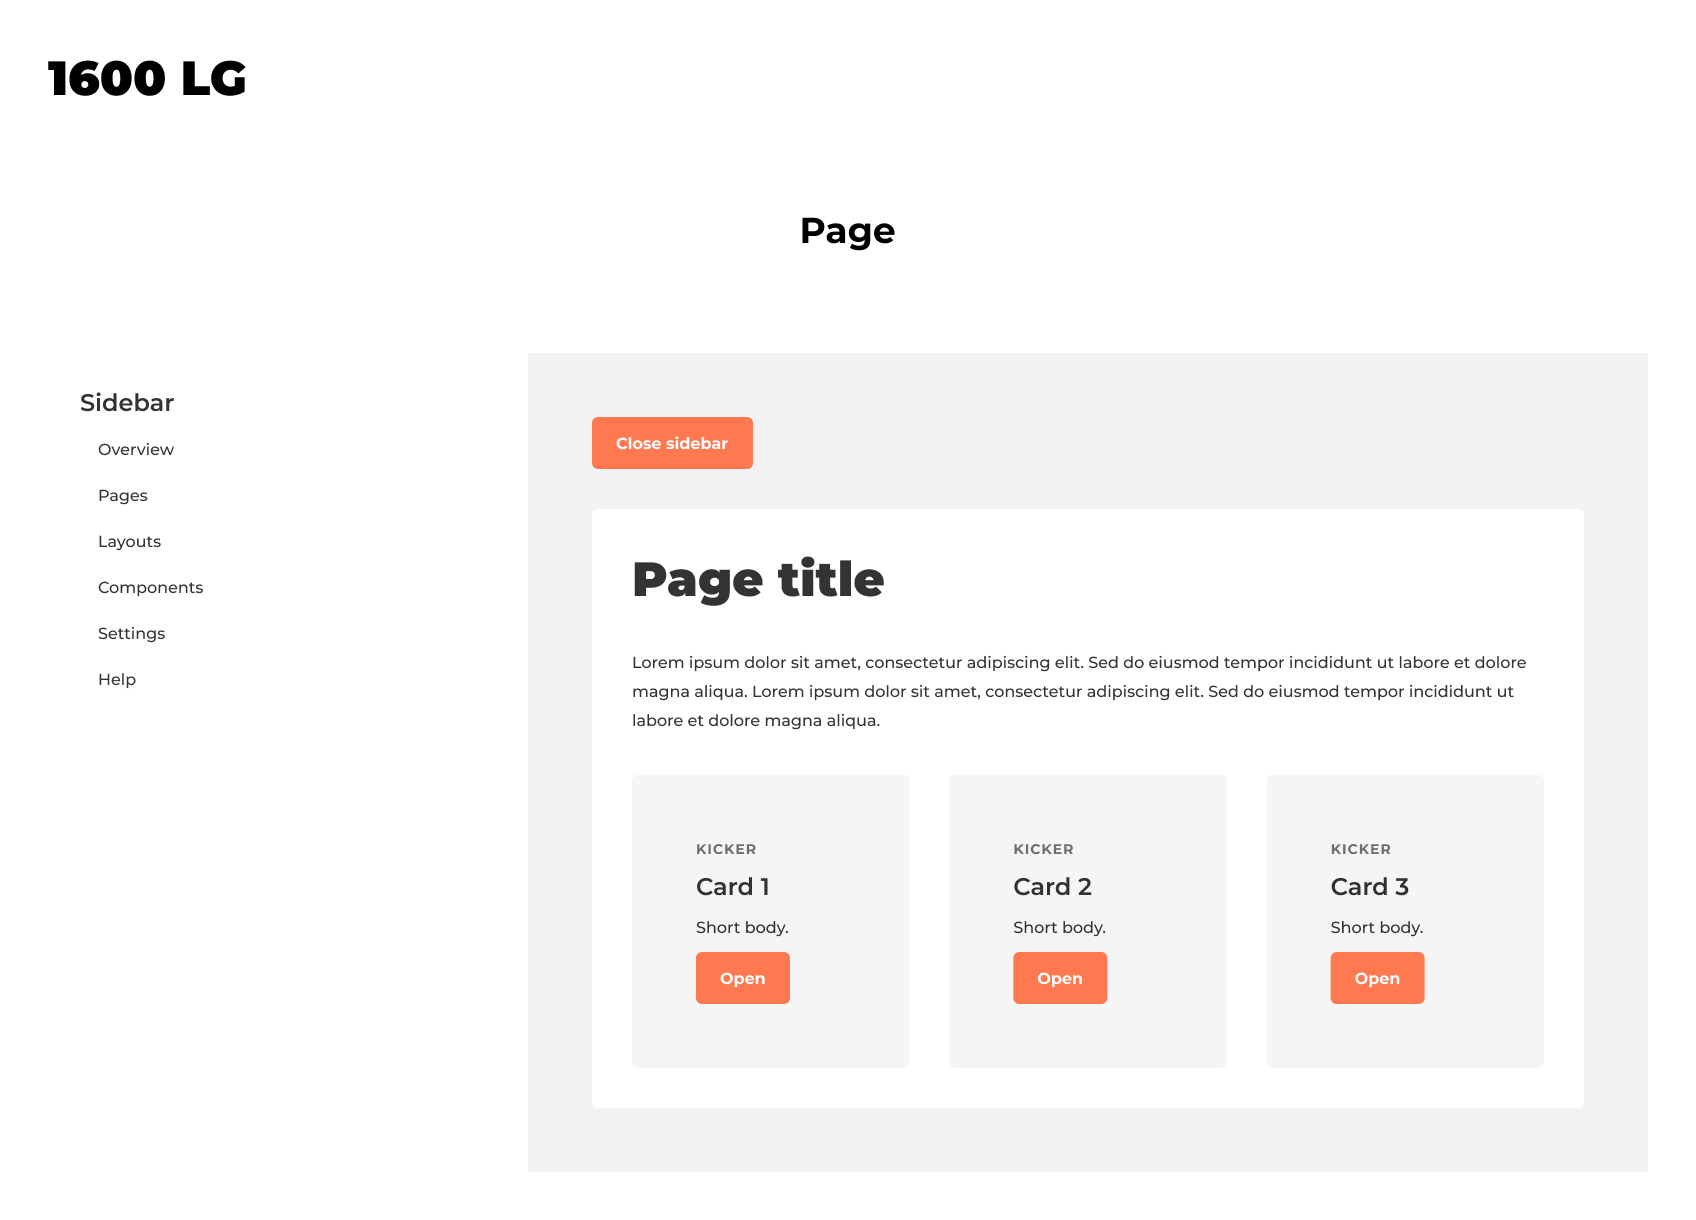 1600 LG
Page
Sidebar
Overview
Pages
Layouts
Components
Settings
Help
Close sidebar
Page title
Lorem ipsum dolor sit amet, consectetur adipiscing elit. Sed do eiusmod tempor incididunt ut labore et dolore
magna aliqua. Lorem ipsum dolor sit amet, consectetur adipiscing elit. Sed do eiusmod tempor incididunt ut
labore et dolore magna aliqua.
KICKER
Card 1
Short body.
Open
KICKER
Card 2
Short body.
Open
KICKER
Card 3
Short body.
Open